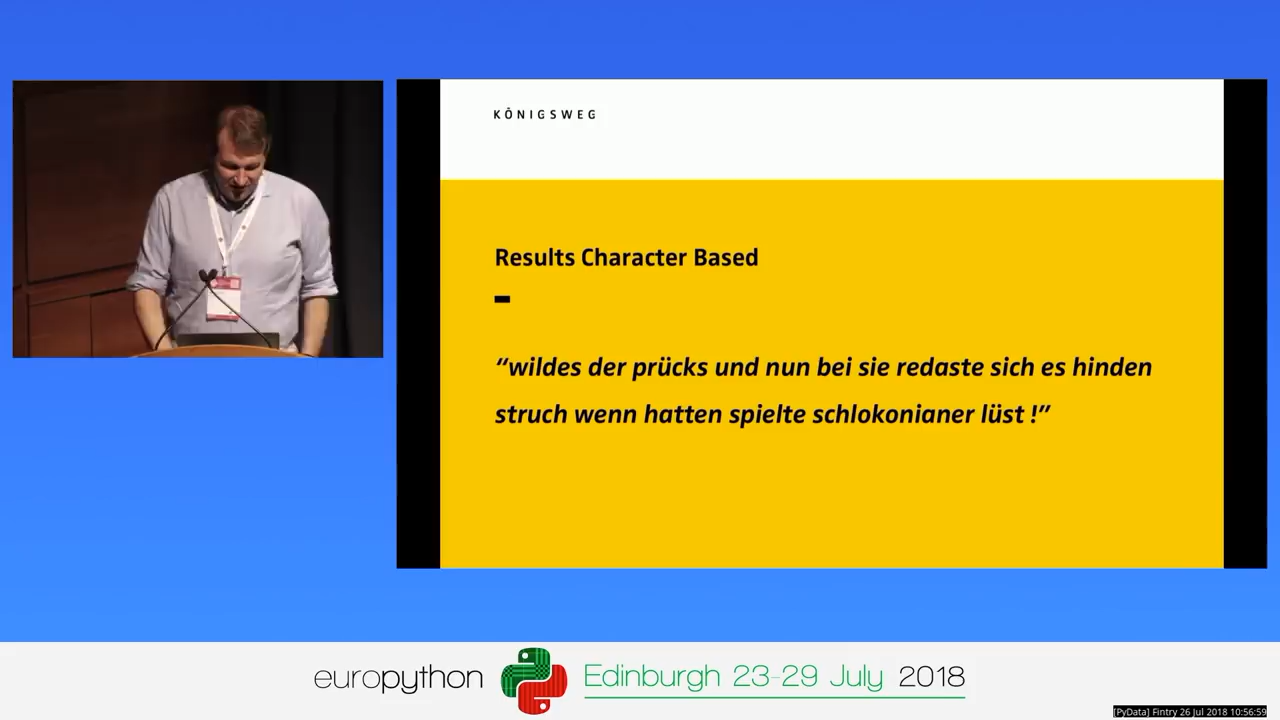 KÖNIGSWEG
Results Character Based
“wildes der prücks und nun bei sie redaste sich es hinden
struch wenn hatten spielte schlokonianer lüst !”
europython
Edinburgh 23-29 July 2018
[PyData] Fintry 26 Jul 2018 10:56:59